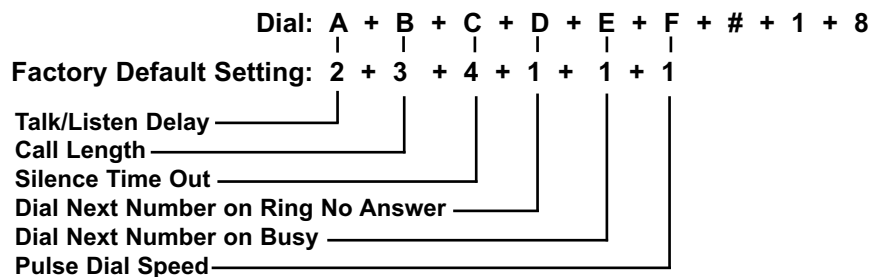 Dial: A + B + C + D + E + F + # + 1 + 8
Factory Default Setting: 2 + 3 + 4 + 1 + 1 + 1
Talk/Listen Delay
Call Length
Silence Time Out
Dial Next Number on Ring No Answer
Dial Next Number on Busy
Pulse Dial Speed